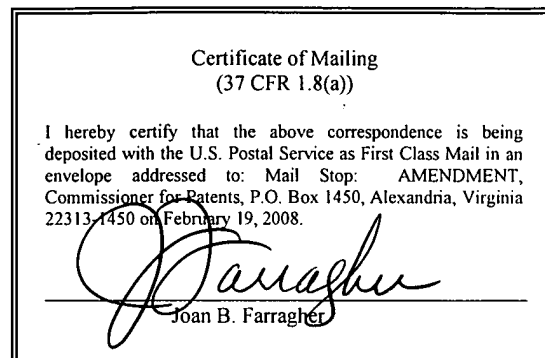 Certificate of Mailing
(37 CFR 1.8(a))
I hereby certify that the above correspondence is being
deposited with the U.S. Postal Service as First Class Mail in an
envelope addressed to: Mail Stop: AMENDMENT,
Commissioner for Patents, P.O. Box 1450, Alexandria, Virginia
22313-1450 on February 19, 2008.
J Farragher
Joan B. Farragher